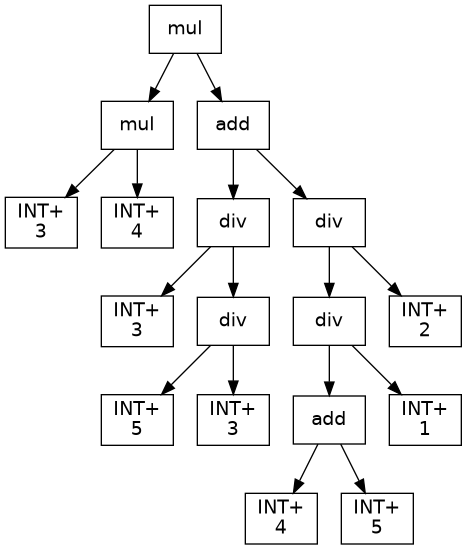 mul
mul
add
INT+
3
INT+
4
div
div
INT+
3
div
div
INT+
2
INT+
5
INT+
3
add
INT+
1
INT+
4
INT+
5